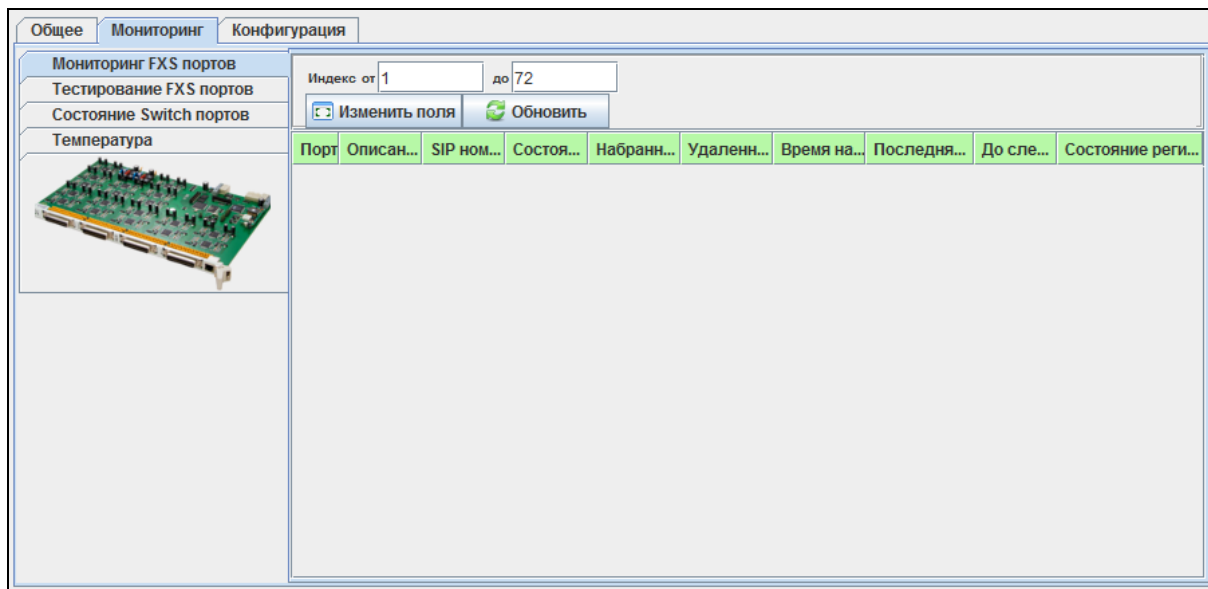 Общее Мониторинг Конфигурация
Мониторинг FXS портов
Тестирование FXS портов
Состояние Switch портов
Температура
Индекс от 1 до 72
Изменить поля Обновить
Порт Описан... SIP ном... Состоя... Набранн... Удаленн... Время на... Последня... До сле... Состояние реги...